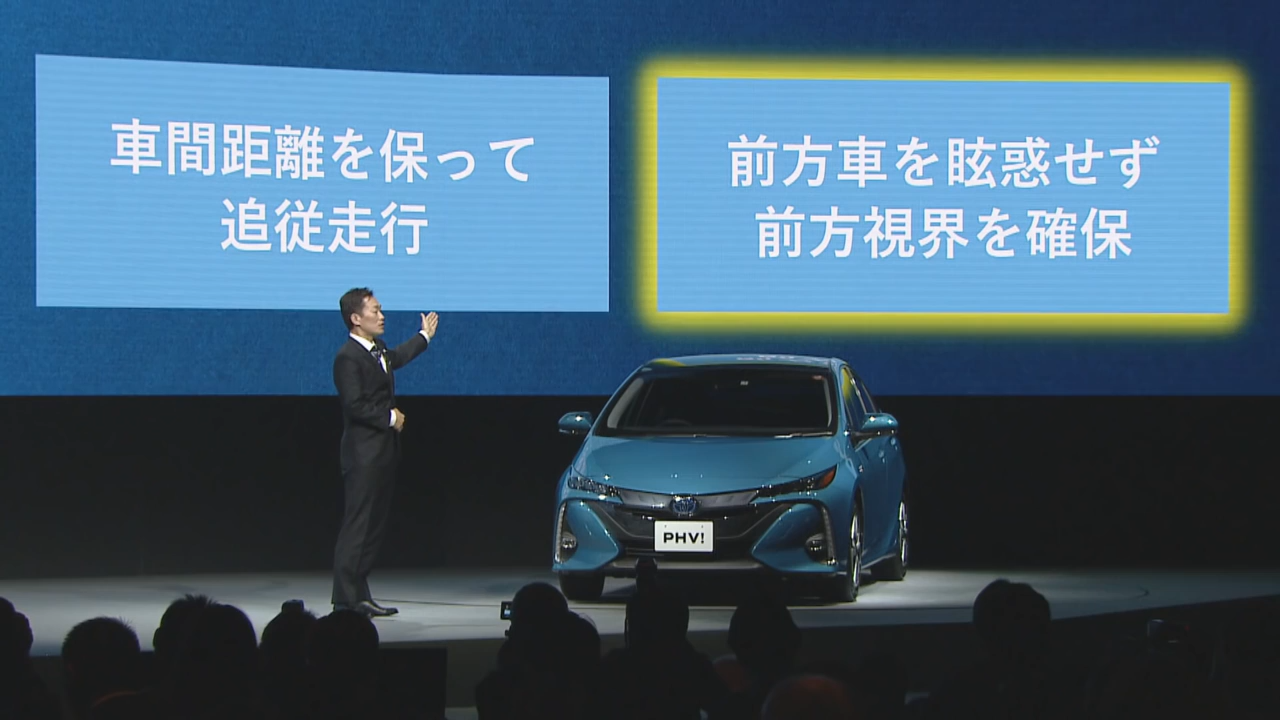 車間距離を保って
追従走行
前方車を眩惑せず
前方視界を確保
PHV!